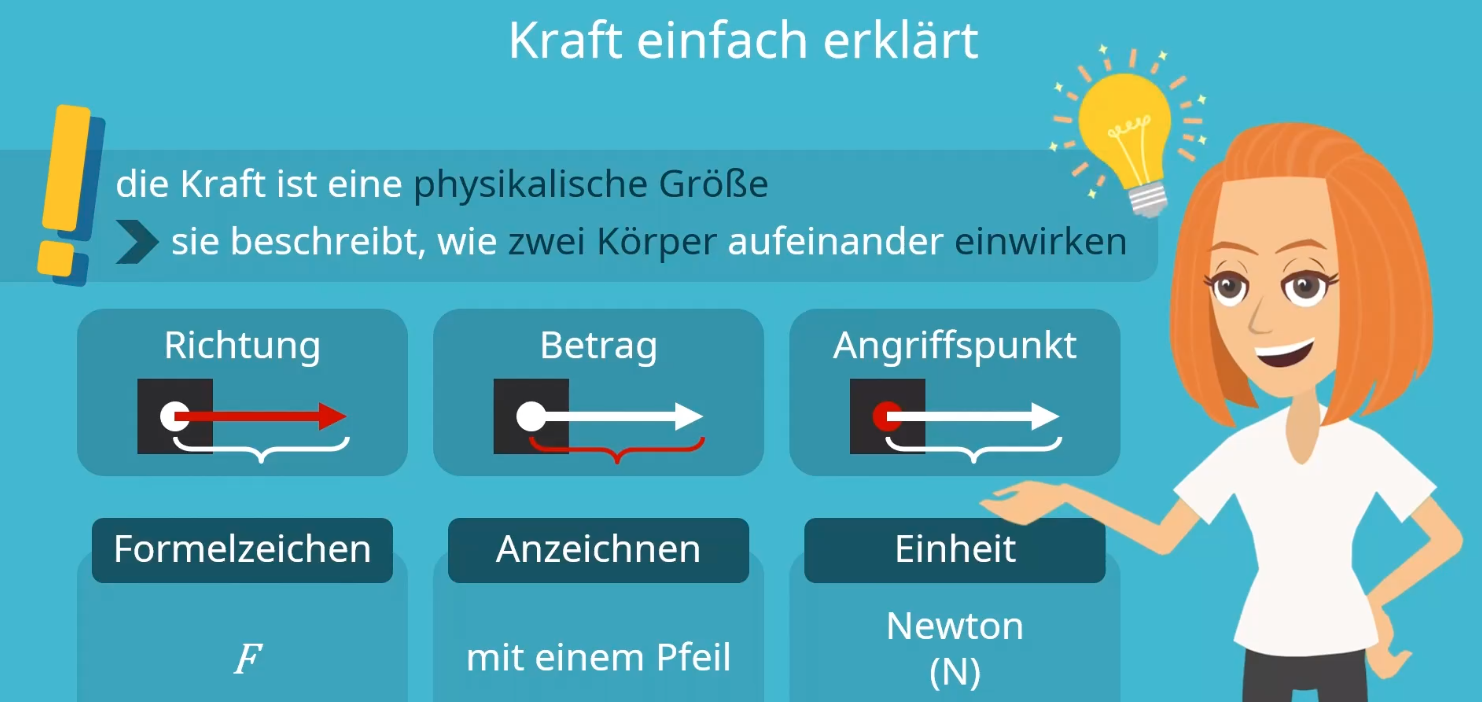 Kraft einfach erklärt
die Kraft ist eine physikalische Größe
sie beschreibt, wie zwei Körper aufeinander einwirken
Richtung
Betrag
Angriffspunkt
Formelzeichen
F
Anzeichnen
mit einem Pfeil
Einheit
Newton
(N)